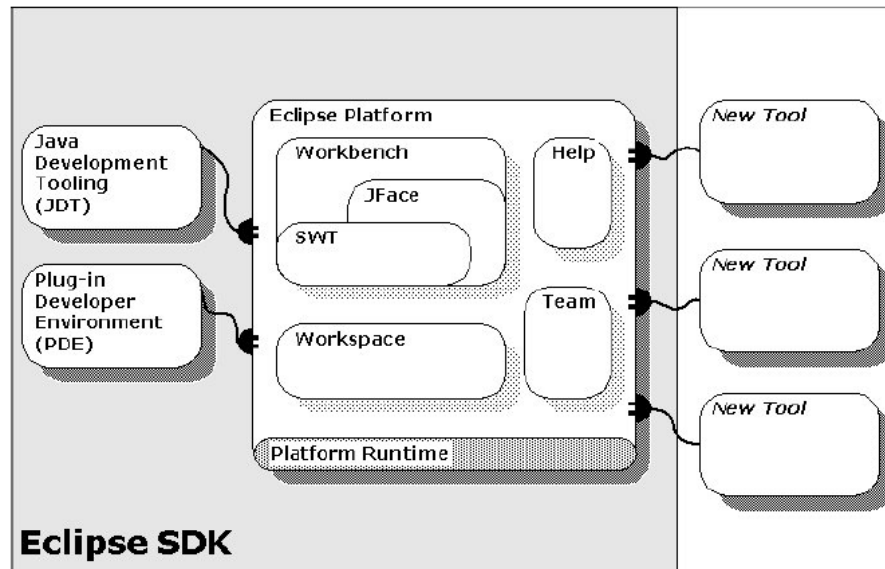 Java
Development
Tooling
(JDT)
Plug-in
Developer
Environment
(PDE)
Eclipse Platform
Workbench
JFace
SWT
Workspace
Help
Team
Platform Runtime
New Tool
New Tool
New Tool
Eclipse SDK